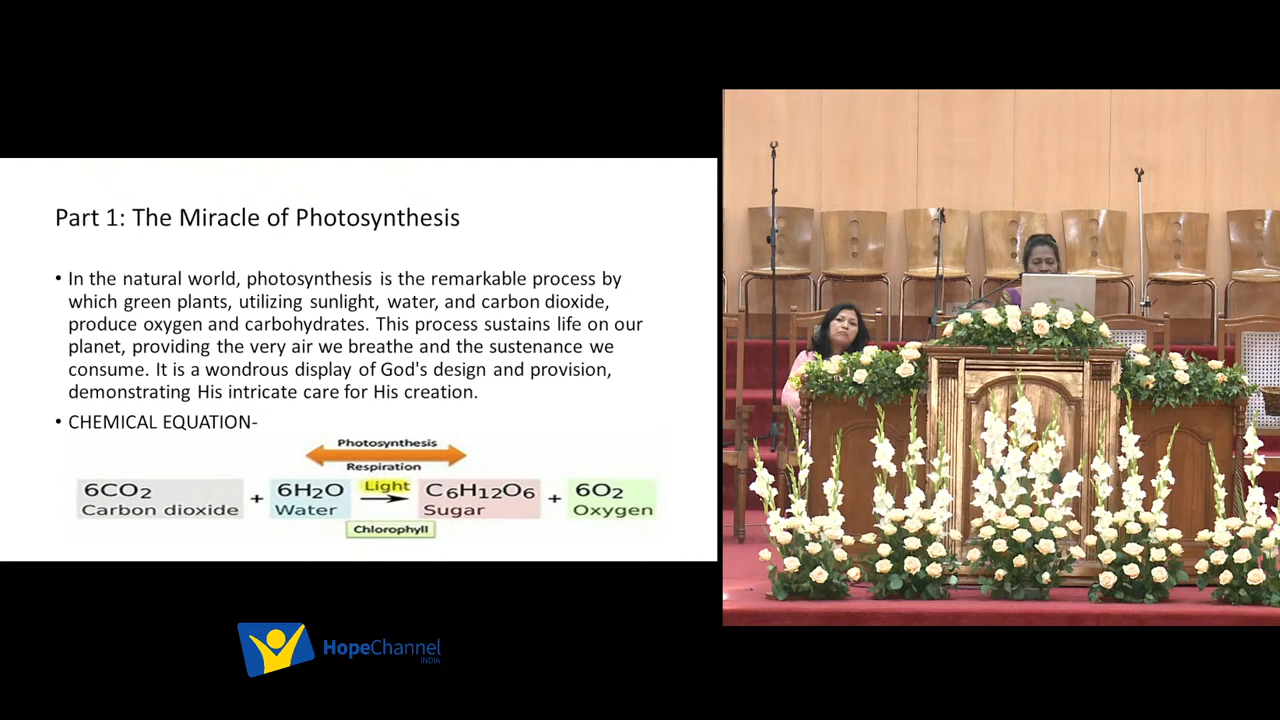 Part 1: The Miracle of Photosynthesis
• In the natural world, photosynthesis is the remarkable process by
which green plants, utilizing sunlight, water, and carbon dioxide,
produce oxygen and carbohydrates. This process sustains life on our
planet, providing the very air we breathe and the sustenance we
consume. It is a wondrous display of God's design and provision,
demonstrating His intricate care for His creation.
• CHEMICAL EQUATION-
Photosynthesis
Respiration
6CO₂ + 6H₂O Light C₆H₁₂O₆ + 6O₂
Carbon dioxide Water Sugar Oxygen
Chlorophyll
HopeChannel
INDIA